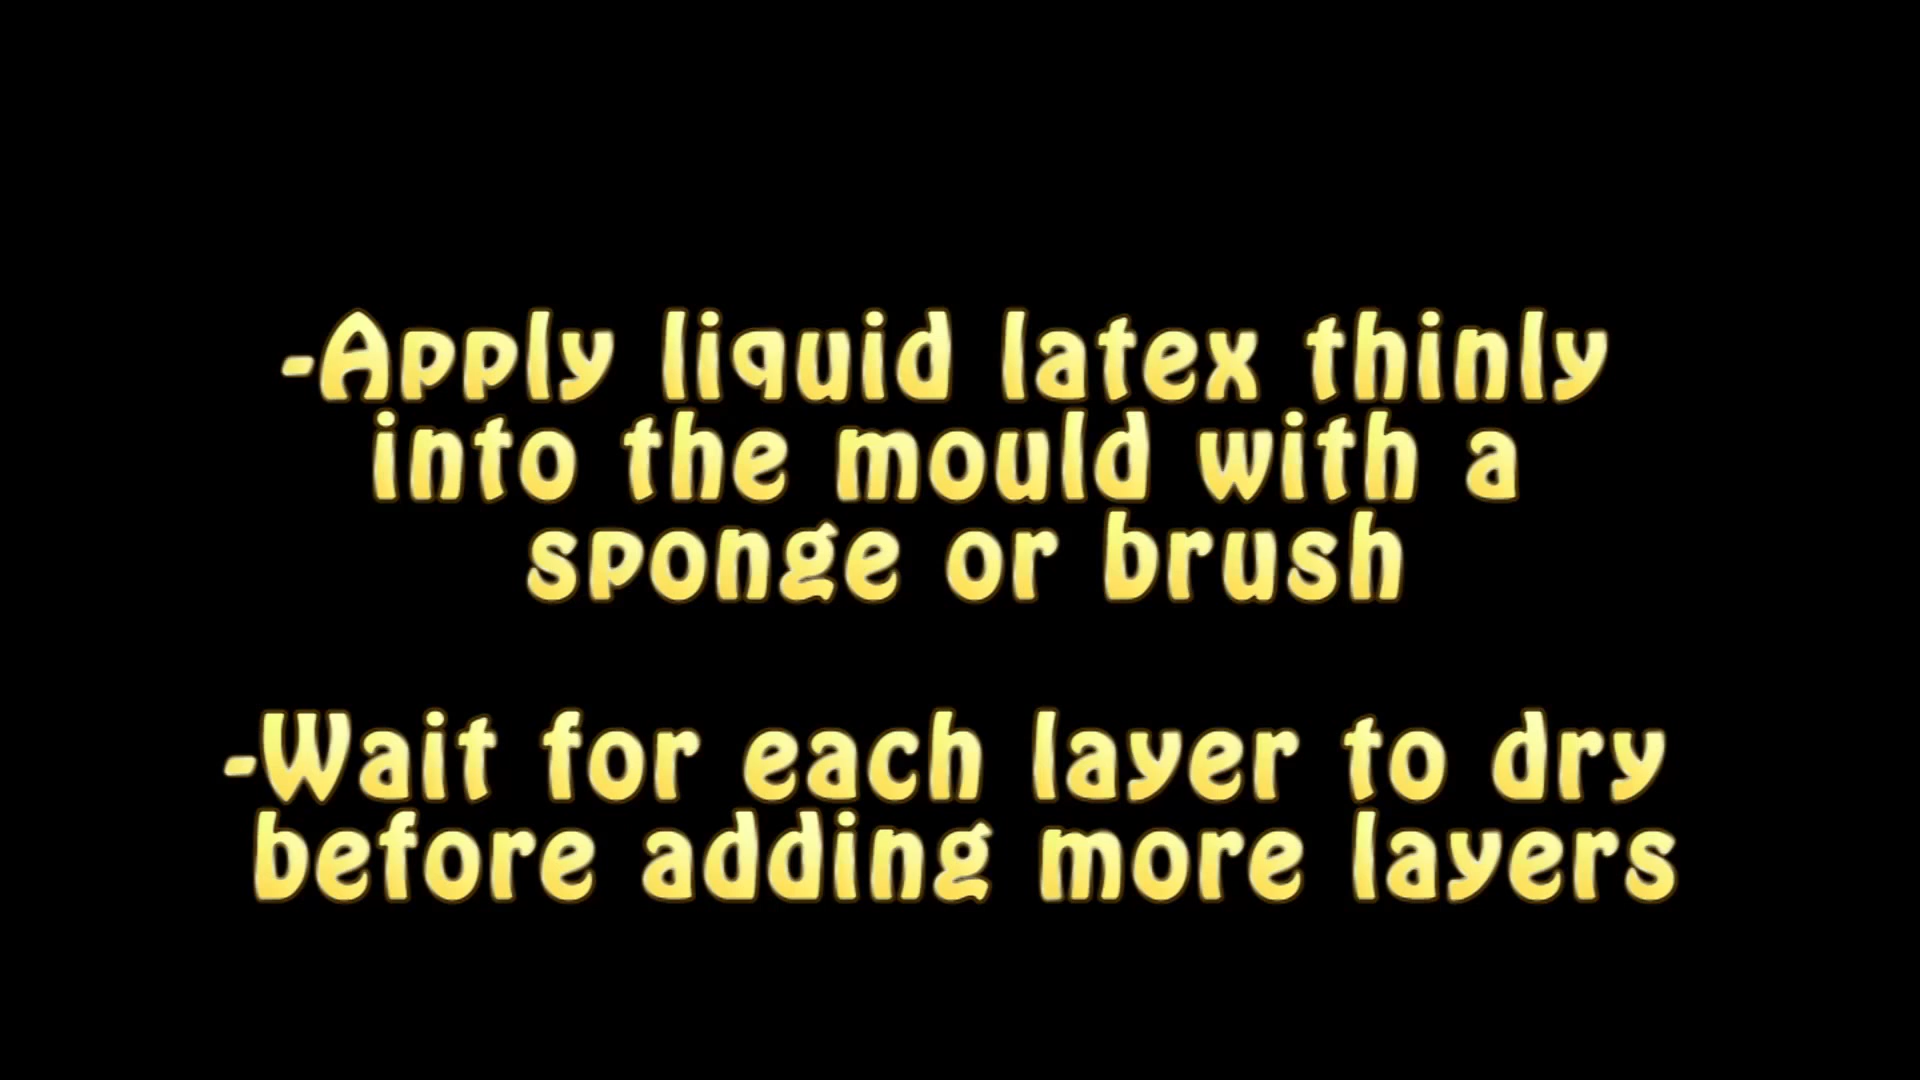 -Apply liquid latex thinly
into the mould with a
sponge or brush
-Wait for each layer to dry
before adding more layers